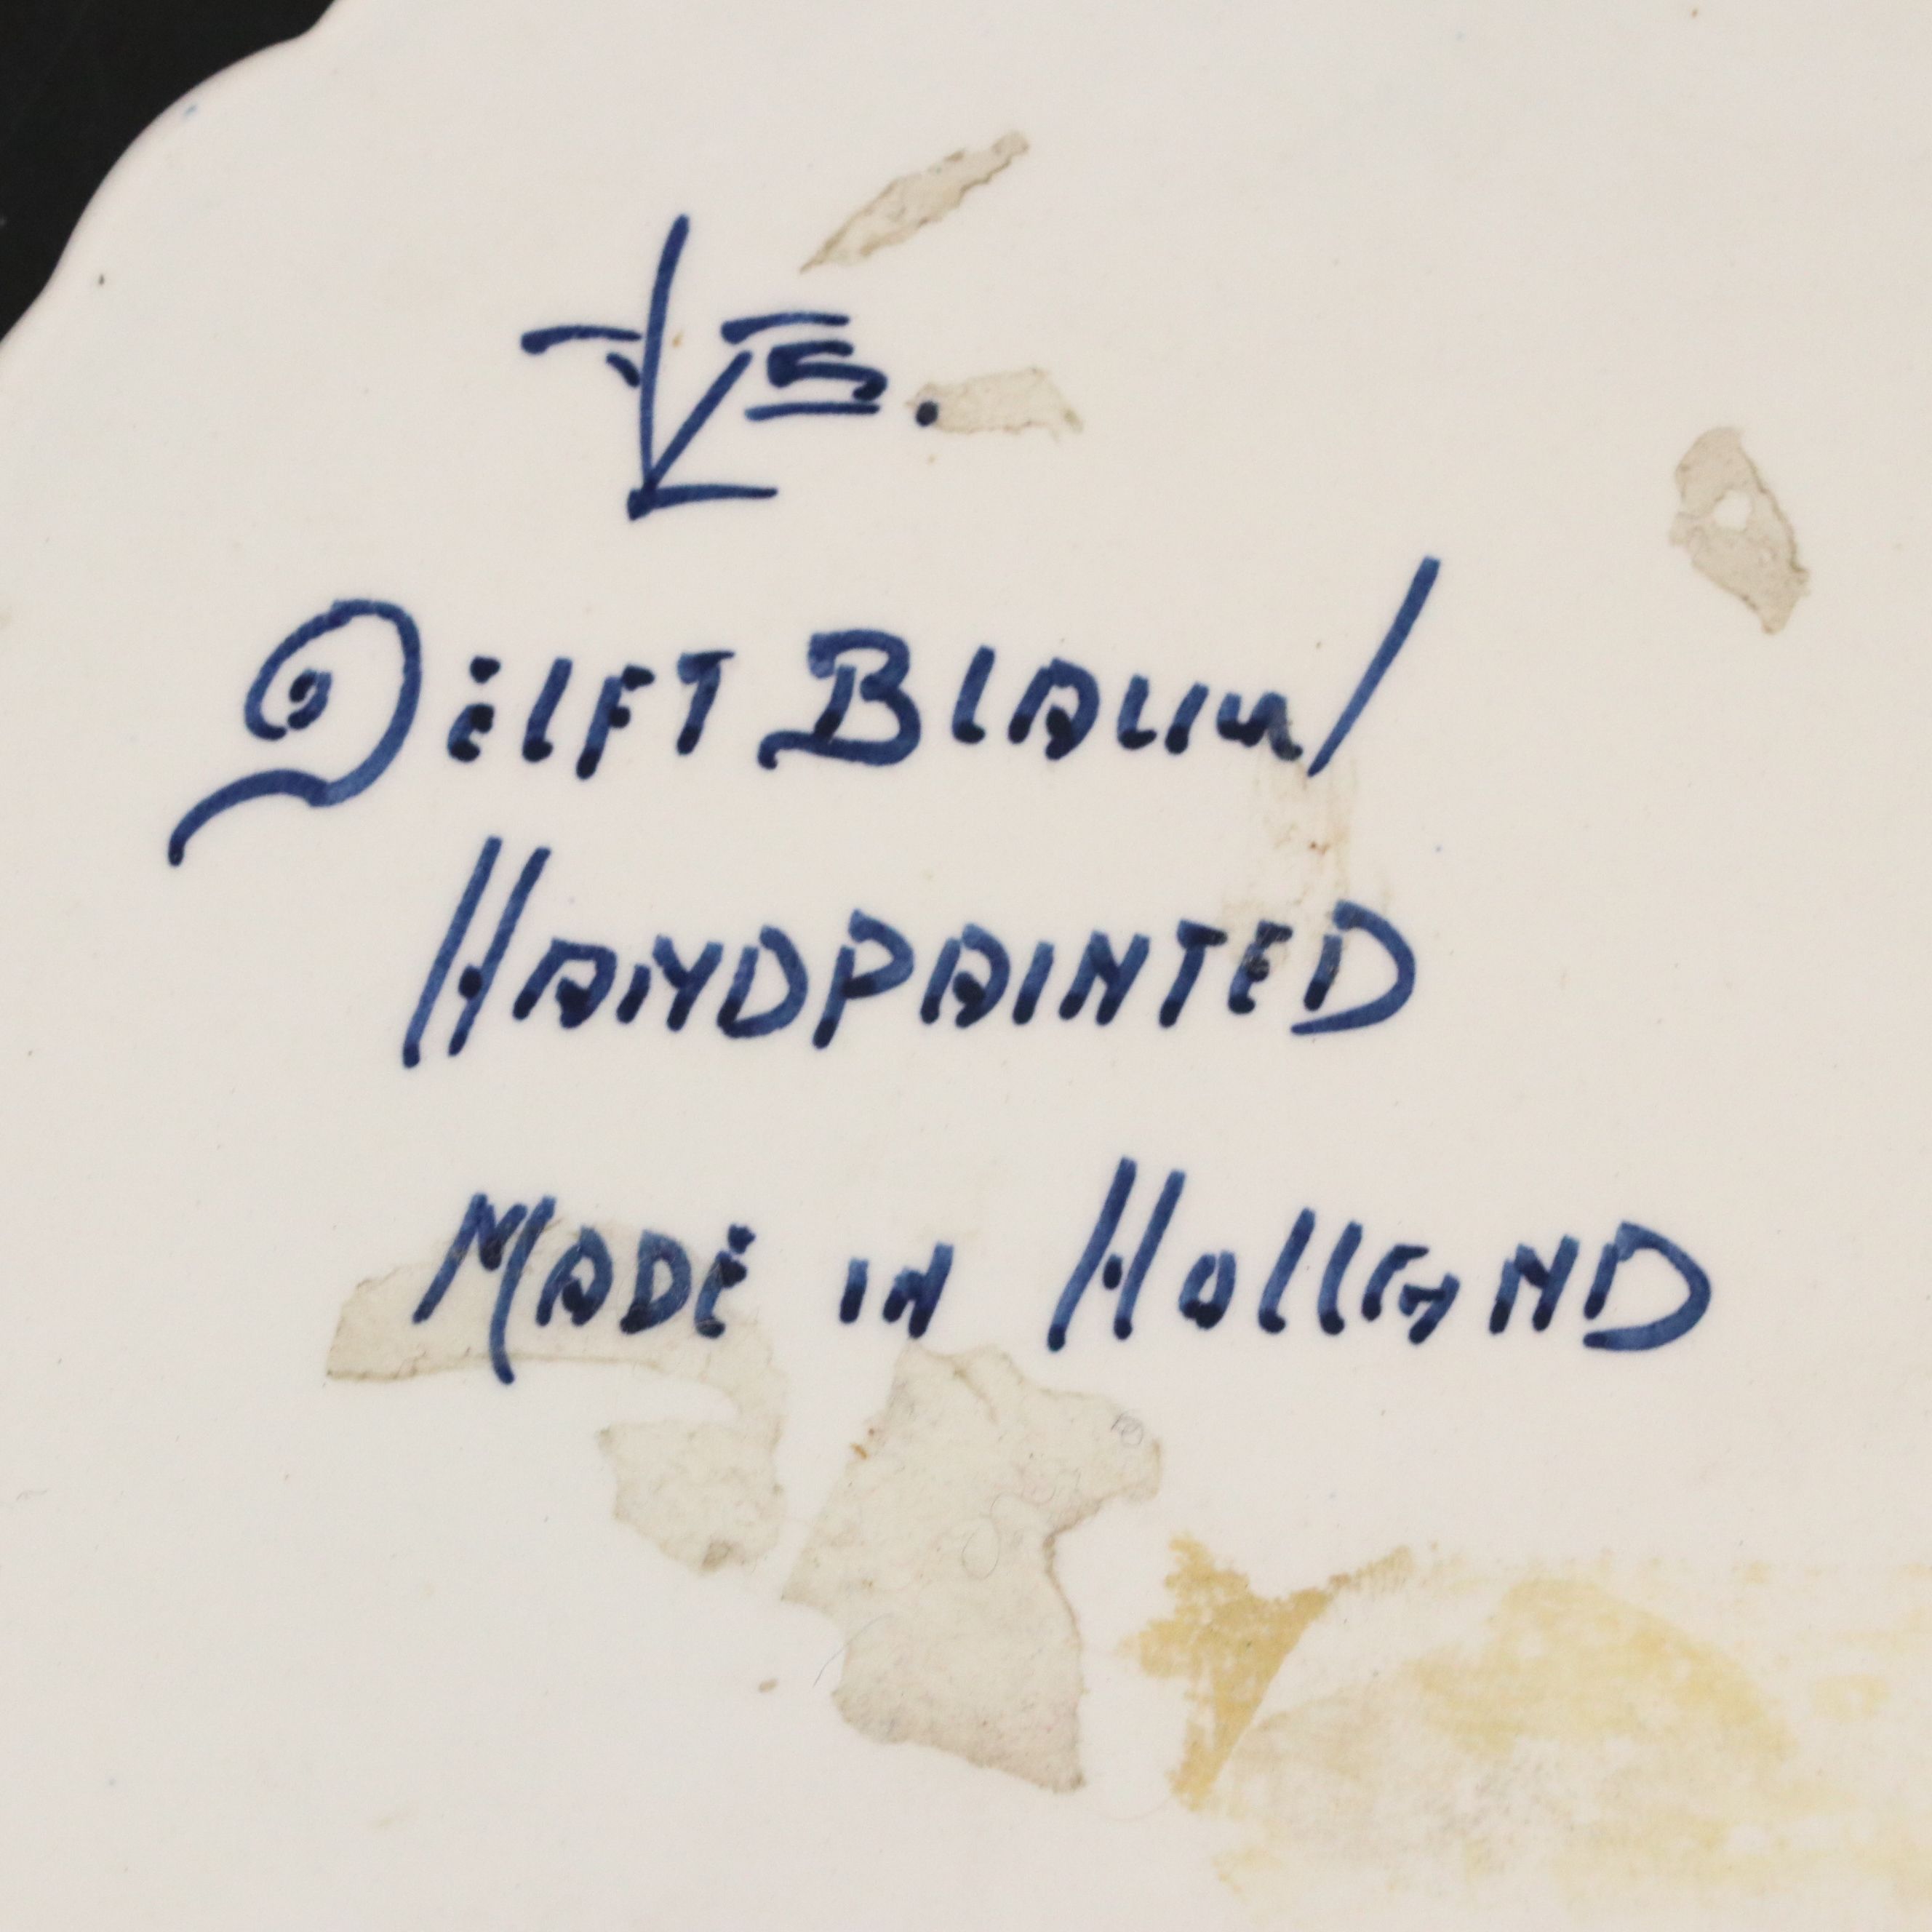 Delft Blauw
Handpainted
Made in Holland